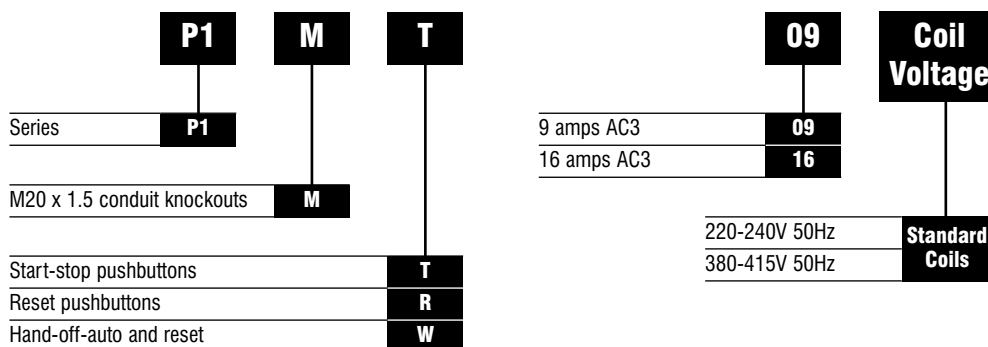 P1 M T 09 Coil
Voltage
Series P1
9 amps AC3 09
16 amps AC3 16
M20 x 1.5 conduit knockouts M
220-240V 50Hz Standard
380-415V 50Hz Coils
Start-stop pushbuttons T
Reset pushbuttons R
Hand-off-auto and reset W